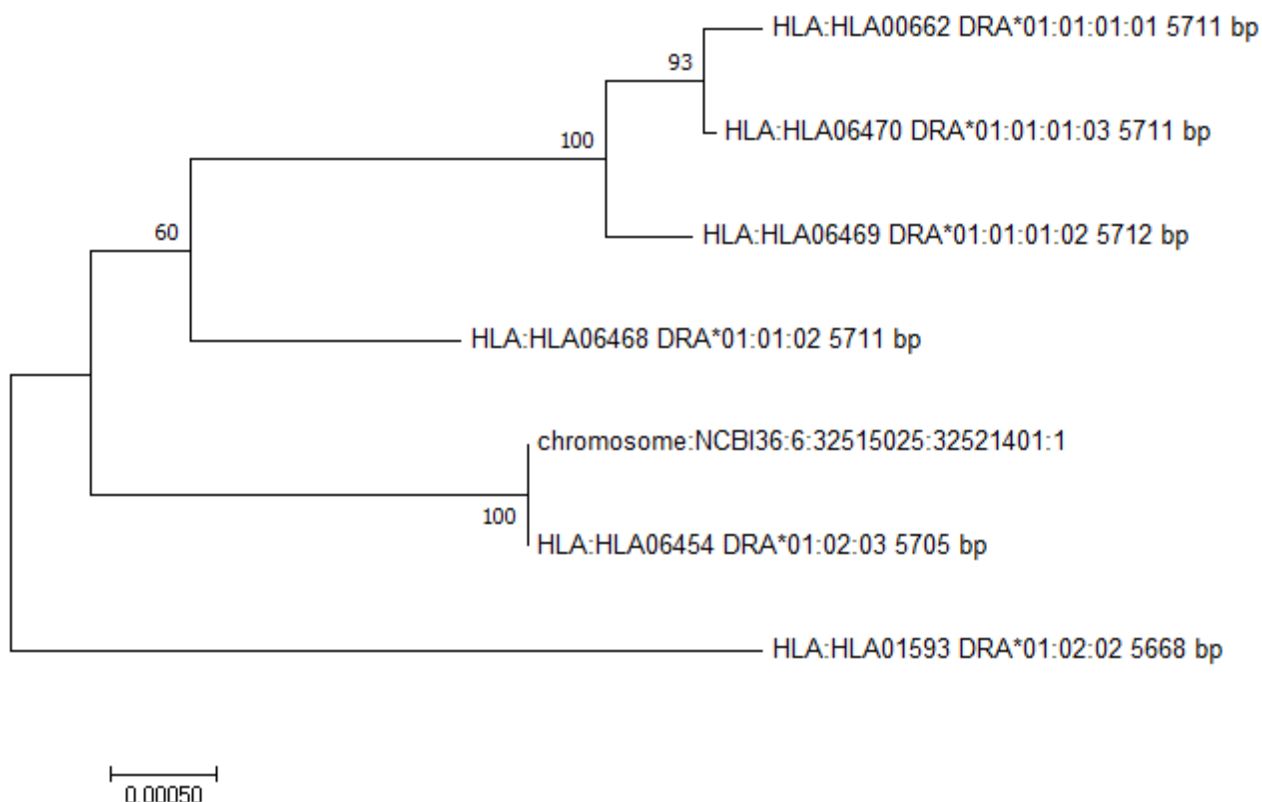 HLA:HLA00662 DRA*01:01:01:01 5711 bp
93
HLA:HLA06470 DRA*01:01:01:03 5711 bp
100
HLA:HLA06469 DRA*01:01:01:02 5712 bp
60
HLA:HLA06468 DRA*01:01:02 5711 bp
chromosome:NCBI36:6:32515025:32521401:1
100
HLA:HLA06454 DRA*01:02:03 5705 bp
HLA:HLA01593 DRA*01:02:02 5668 bp
0.00050